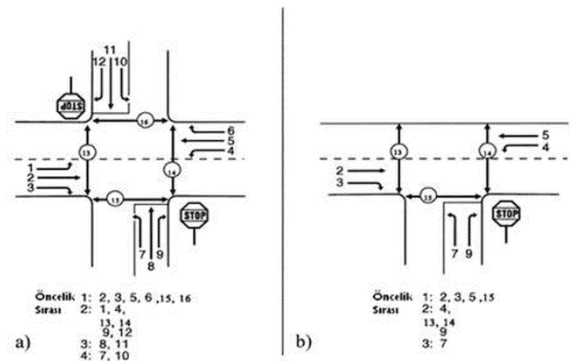 11
12 10
STOP
16
6
5
4
13
1
2
3
14
15
STOP
7 9
8
Öncelik 1: 2, 3, 5, 6 ,15, 16
Sırası 2: 1, 4,
13, 14
9, 12
3: 8, 11
4: 7, 10
a)
13
14
5
4
2
3
15
STOP
7 9
Öncelik 1: 2, 3, 5 ,15
Sırası 2: 4,
13, 14
9
3: 7
b)